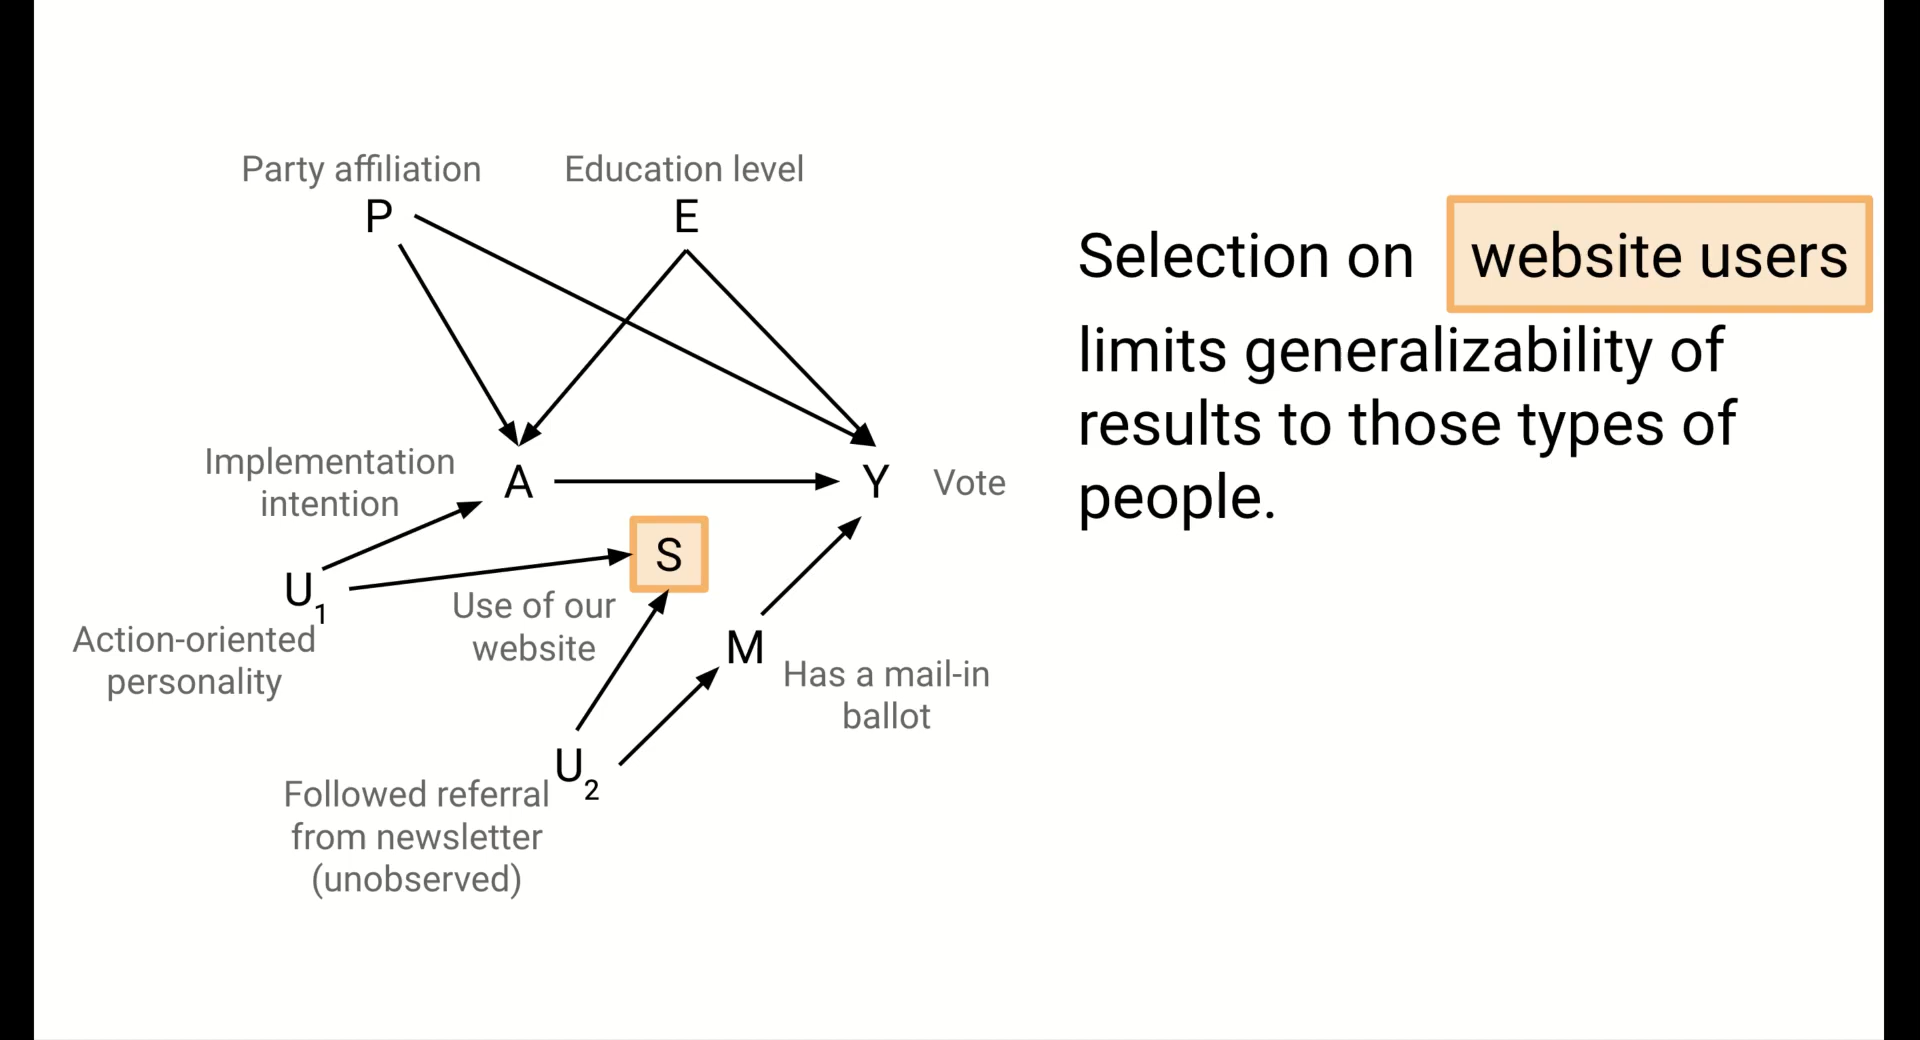 Party affiliation
Education level
P
E
Selection on website users
limits generalizability of
results to those types of
people.
Implementation
intention
A
Y
Vote
S
U1
Use of our
website
Action-oriented
personality
M
Has a mail-in
ballot
U2
Followed referral
from newsletter
(unobserved)